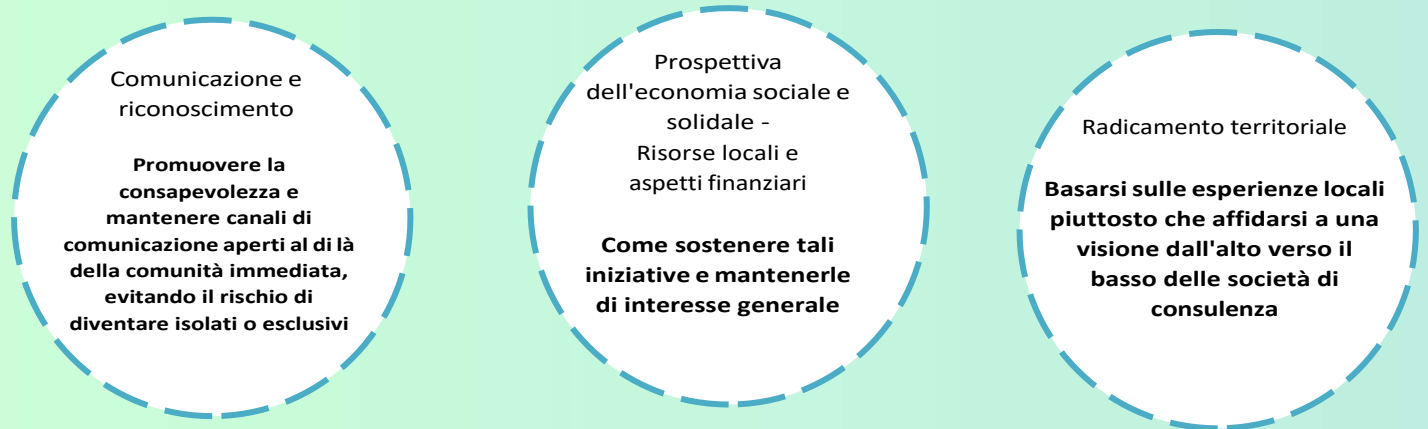 Comunicazione e
riconoscimento
Promuovere la
consapevolezza e
mantenere canali di
comunicazione aperti al di là
della comunità immediata,
evitando il rischio di
diventare isolati o esclusivi
Prospettiva
dell'economia sociale e
solidale -
Risorse locali e
aspetti finanziari
Come sostenere tali
iniziative e mantenerle
di interesse generale
Radicamento territoriale
Basarsi sulle esperienze locali
piuttosto che affidarsi a una
visione dall'alto verso il
basso delle società di
consulenza